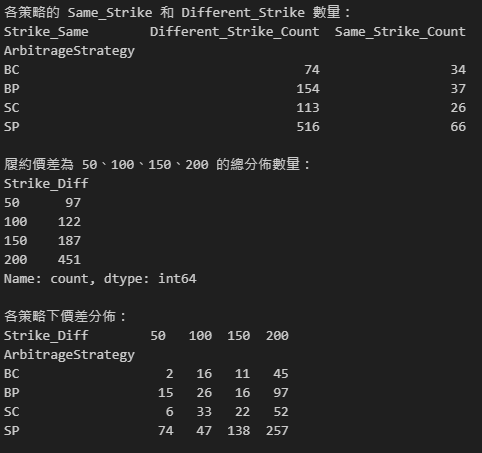 各策略的 Same_Strike 和 Different_Strike 數量：
Strike_Same        Different_Strike_Count  Same_Strike_Count
ArbitrageStrategy
BC                                     74                 34
BP                                    154                 37
SC                                    113                 26
SP                                    516                 66
履約價差為 50、100、150、200 的總分佈數量：
Strike_Diff
50      97
100    122
150    187
200    451
Name: count, dtype: int64
各策略下價差分佈：
Strike_Diff        50   100  150  200
ArbitrageStrategy
BC                   2   16   11   45
BP                  15   26   16   97
SC                   6   33   22   52
SP                  74   47  138  257